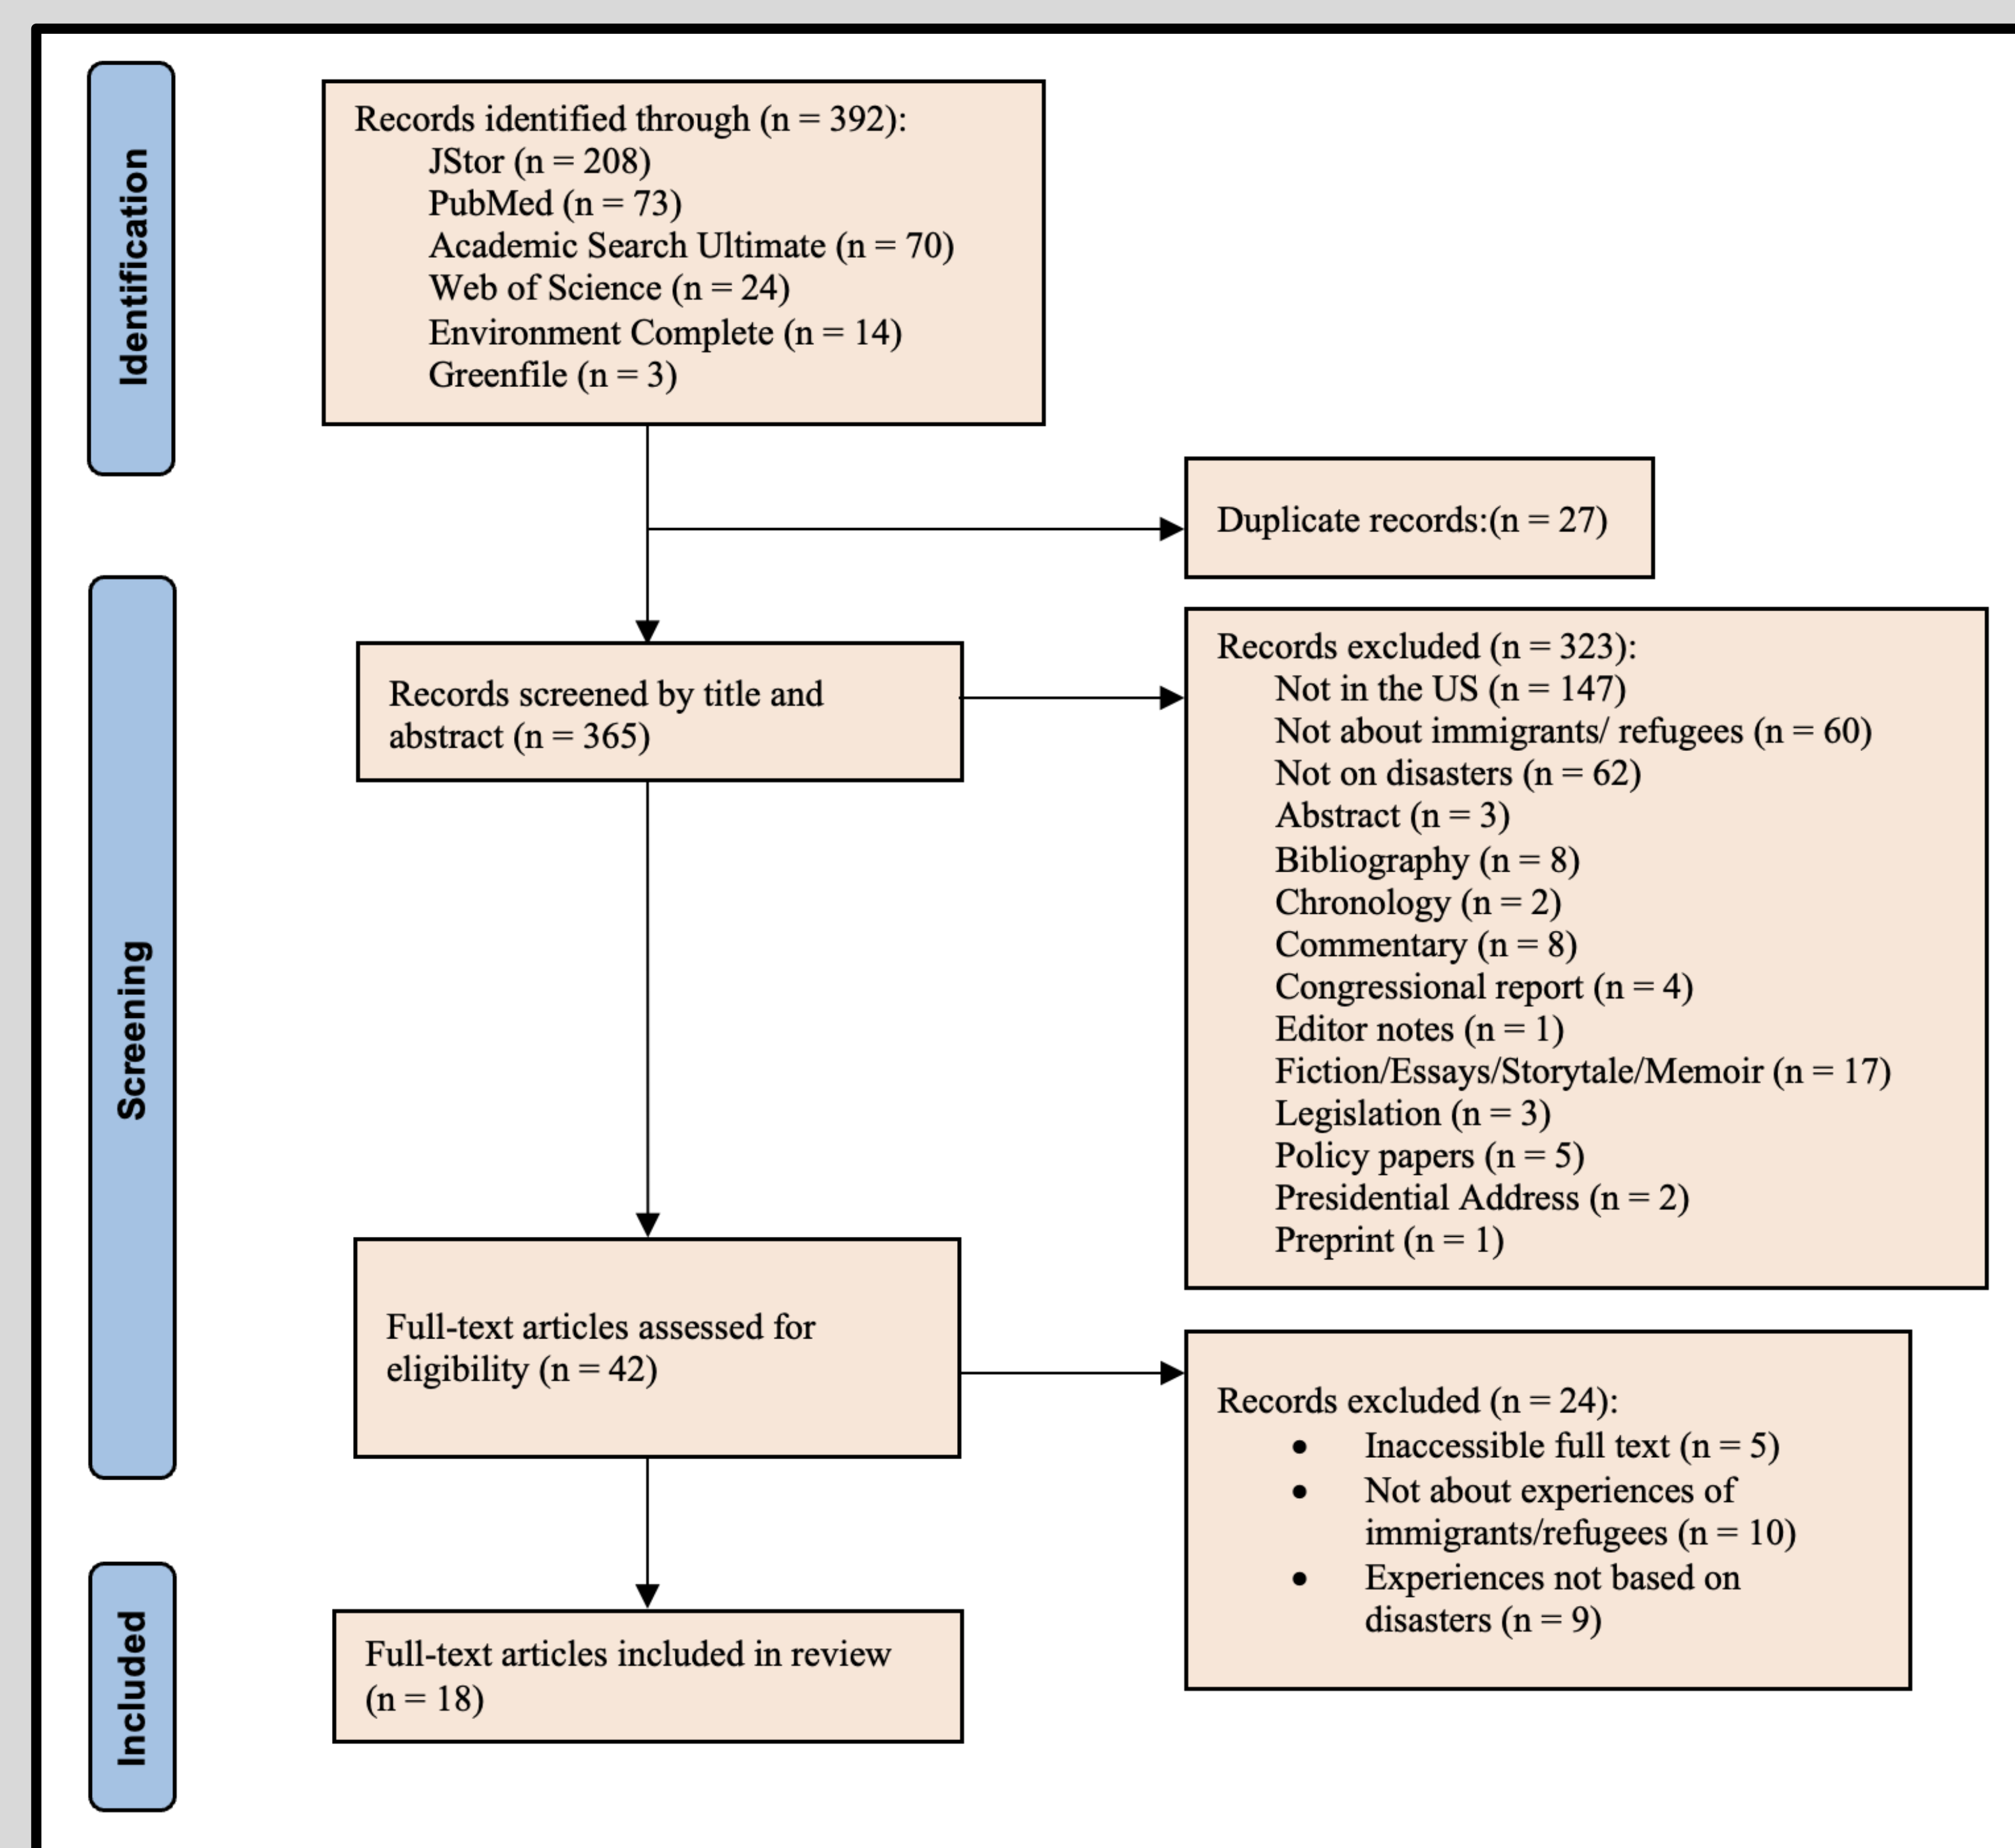 Identification
Records identified through (n = 392):
JStor (n = 208)
PubMed (n = 73)
Academic Search Ultimate (n = 70)
Web of Science (n = 24)
Environment Complete (n = 14)
Greenfile (n = 3)
Duplicate records:(n = 27)
Screening
Records screened by title and
abstract (n = 365)
Records excluded (n = 323):
Not in the US (n = 147)
Not about immigrants/ refugees (n = 60)
Not on disasters (n = 62)
Abstract (n = 3)
Bibliography (n = 8)
Chronology (n = 2)
Commentary (n = 8)
Congressional report (n = 4)
Editor notes (n = 1)
Fiction/Essays/Storytale/Memoir (n = 17)
Legislation (n = 3)
Policy papers (n = 5)
Presidential Address (n = 2)
Preprint (n = 1)
Full-text articles assessed for
eligibility (n = 42)
Records excluded (n = 24):
• Inaccessible full text (n = 5)
• Not about experiences of
immigrants/refugees (n = 10)
• Experiences not based on
disasters (n = 9)
Included
Full-text articles included in review
(n = 18)